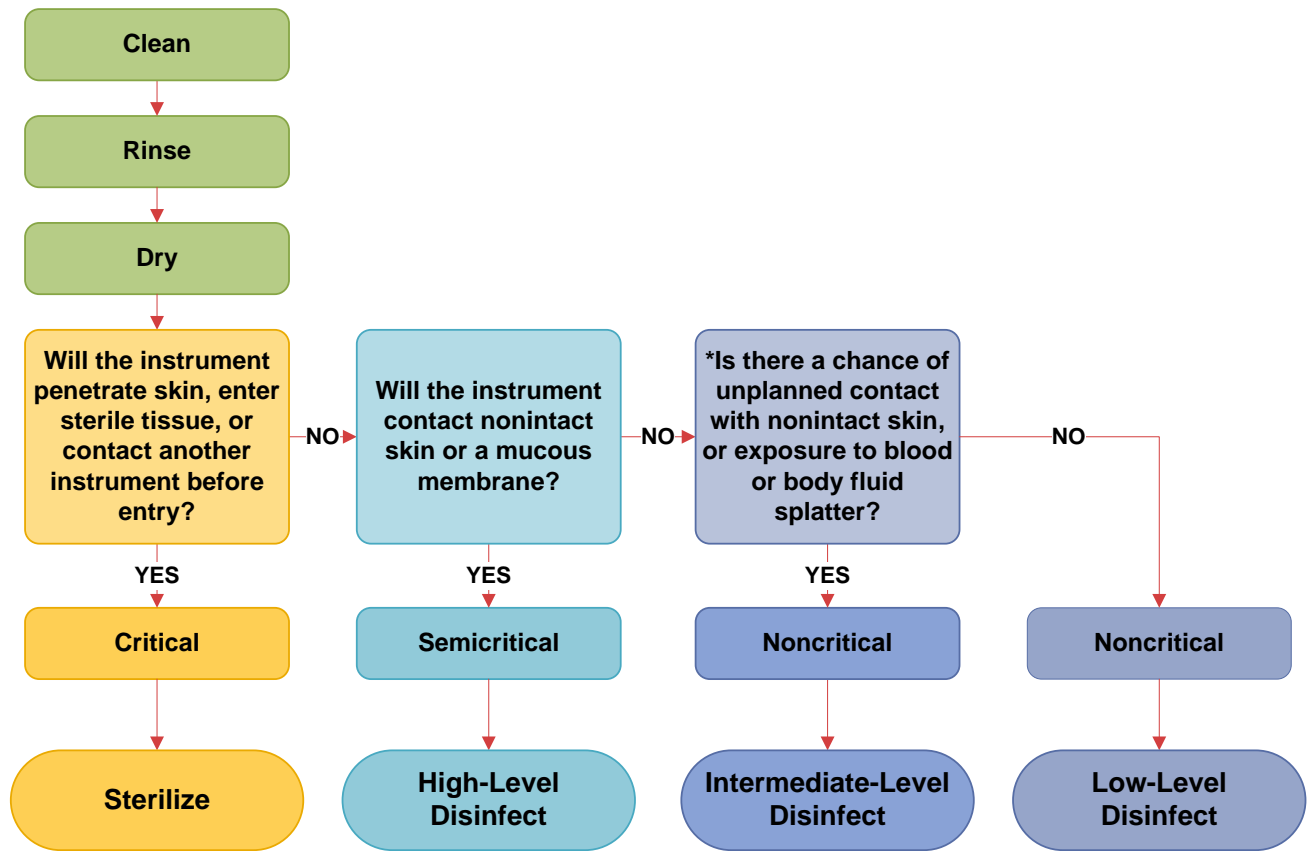 Clean
Rinse
Dry
Will the instrument
penetrate skin, enter
sterile tissue, or
contact another
instrument before
entry?
NO
Will the instrument
contact nonintact
skin or a mucous
membrane?
NO
*Is there a chance of
unplanned contact
with nonintact skin,
or exposure to blood
or body fluid
splatter?
NO
YES
YES
YES
Critical
Semicritical
Noncritical
Noncritical
Sterilize
High-Level
Disinfect
Intermediate-Level
Disinfect
Low-Level
Disinfect